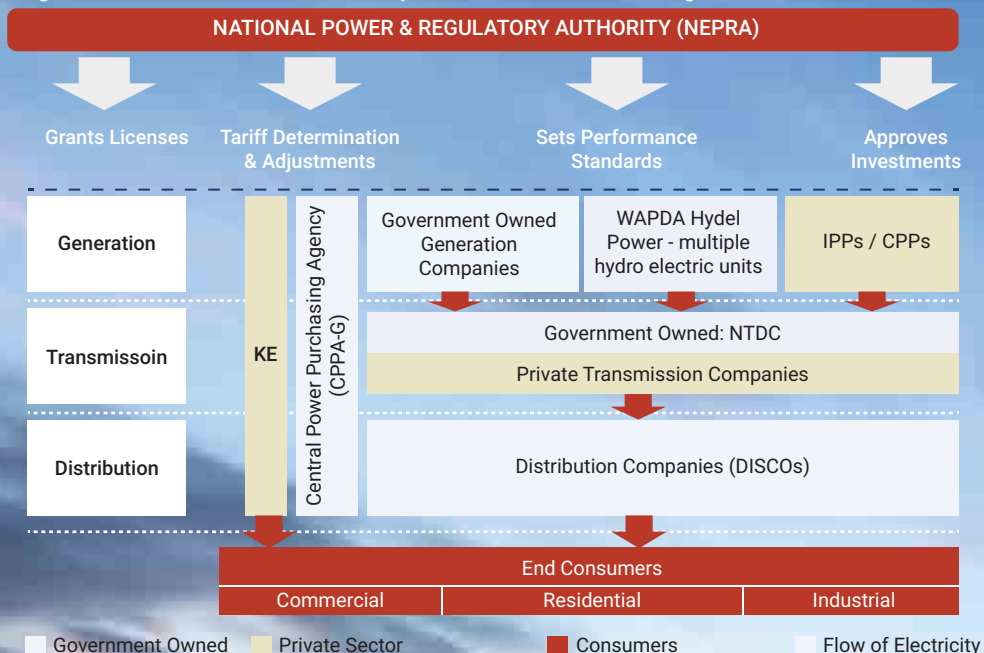 NATIONAL POWER & REGULATORY AUTHORITY (NEPRA)
Grants Licenses
Tariff Determination
& Adjustments
Sets Performance
Standards
Approves
Investments
Generation
KE
Central Power Purchasing Agency
(CPPA-G)
Government Owned
Generation
Companies
WAPDA Hydel
Power - multiple
hydro electric units
IPPs / CPPs
Transmissoin
Government Owned: NTDC
Private Transmission Companies
Distribution
Distribution Companies (DISCOs)
End Consumers
Commercial
Residential
Industrial
Government Owned
Private Sector
Consumers
Flow of Electricity